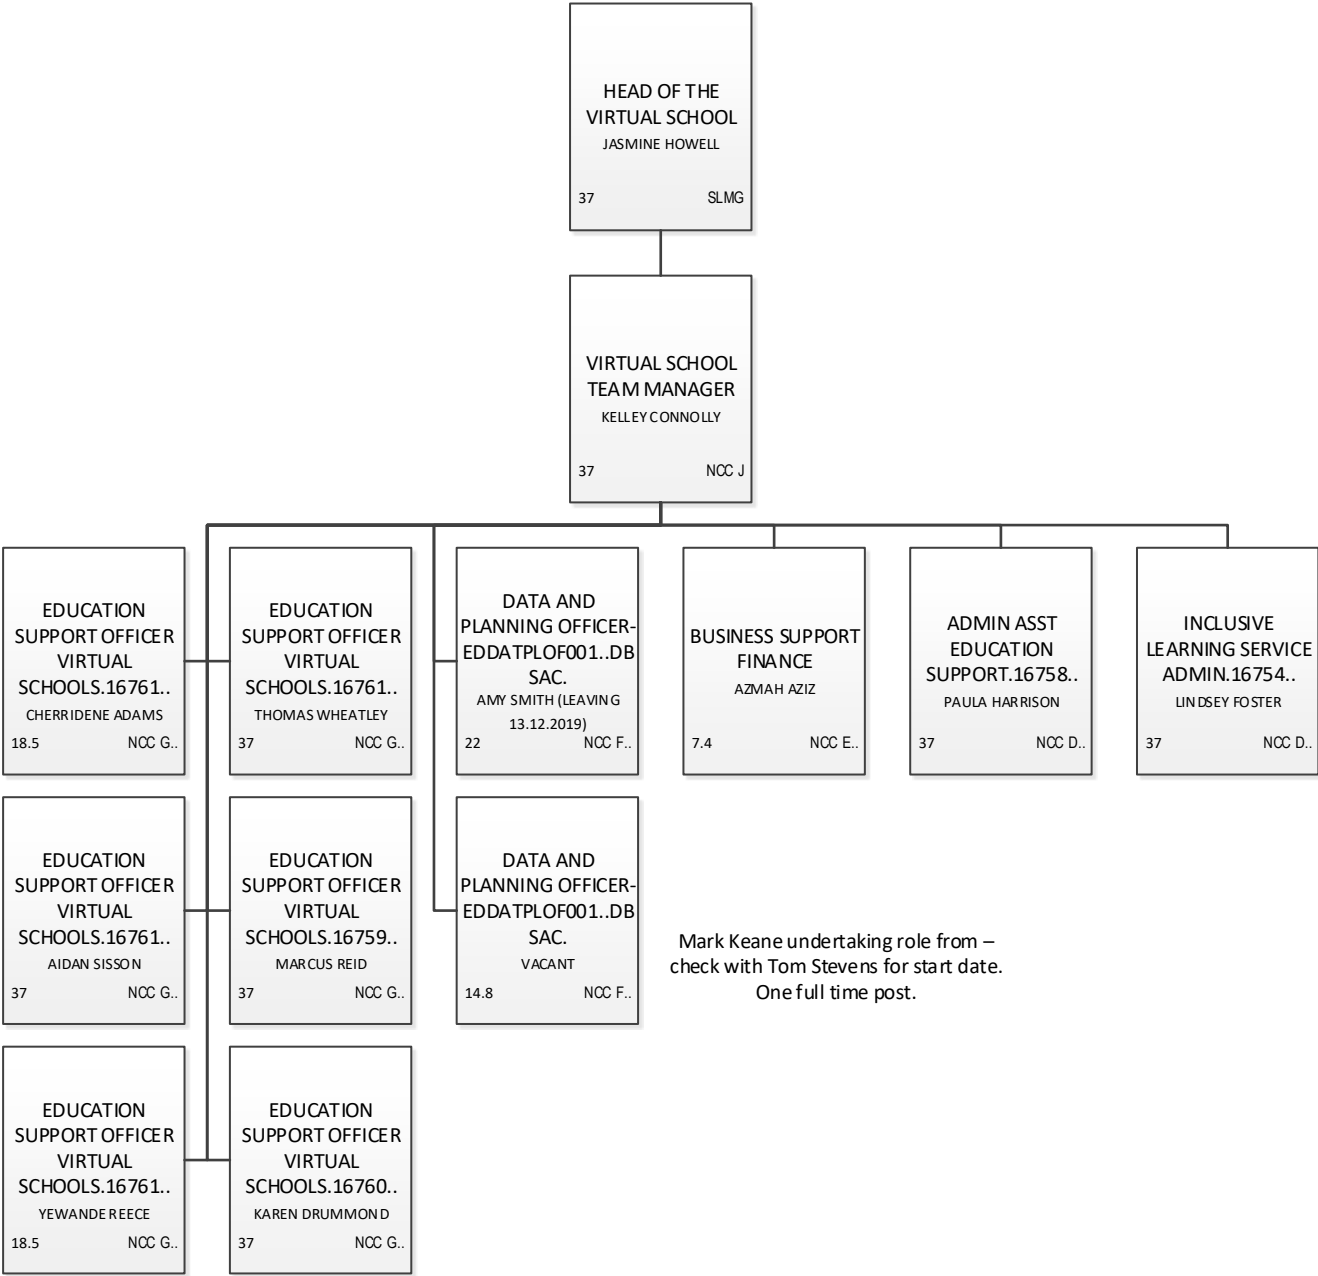 HEAD OF THE
VIRTUAL SCHOOL
JASMINE HOWELL
37 SLMG
VIRTUAL SCHOOL
TEAM MANAGER
KELLEY CONNOLLY
37 NCC J
EDUCATION
SUPPORT OFFICER
VIRTUAL
SCHOOLS.16761..
CHERRIDENE ADAMS
18.5 NCC G..
EDUCATION
SUPPORT OFFICER
VIRTUAL
SCHOOLS.16761..
THOMAS WHEATLEY
37 NCC G..
DATA AND
PLANNING OFFICER-
EDDATPLOF001..DB
SAC.
AMY SMITH (LEAVING
13.12.2019)
22 NCC F..
BUSINESS SUPPORT
FINANCE
AZMAH AZIZ
7.4 NCC E..
ADMIN ASST
EDUCATION
SUPPORT.16758..
PAULA HARRISON
37 NCC D..
INCLUSIVE
LEARNING SERVICE
ADMIN.16754..
LINDSEY FOSTER
37 NCC D..
EDUCATION
SUPPORT OFFICER
VIRTUAL
SCHOOLS.16761..
AIDAN SISSON
37 NCC G..
EDUCATION
SUPPORT OFFICER
VIRTUAL
SCHOOLS.16759..
MARCUS REID
37 NCC G..
DATA AND
PLANNING OFFICER-
EDDATPLOF001..DB
SAC.
VACANT
14.8 NCC F..
Mark Keane undertaking role from –
check with Tom Stevens for start date.
One full time post.
EDUCATION
SUPPORT OFFICER
VIRTUAL
SCHOOLS.16761..
YEWANDE REECE
18.5 NCC G..
EDUCATION
SUPPORT OFFICER
VIRTUAL
SCHOOLS.16760..
KAREN DRUMMOND
37 NCC G..